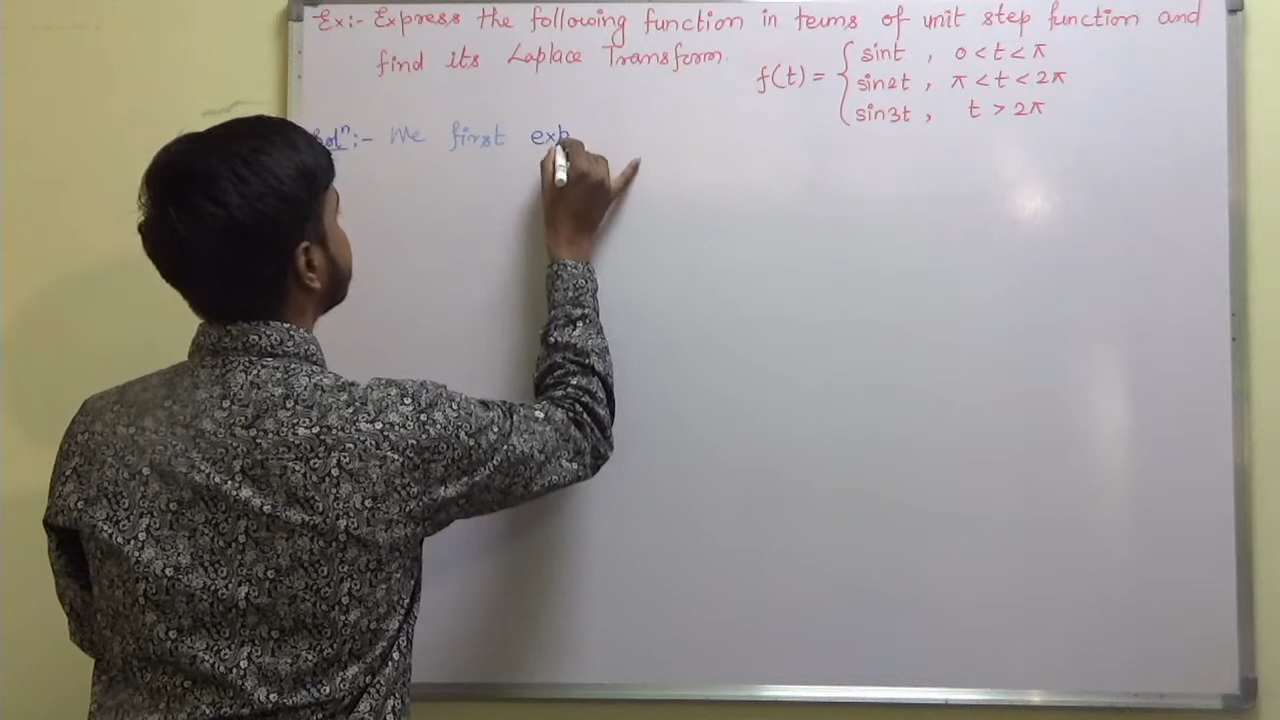 Ex:- Express the following function in terms of unit step function and
find its Laplace Transform. f(t) = { sint , 0 < t < π
sin2t , π < t < 2π
sin3t , t > 2π
Solⁿ:- We first exp